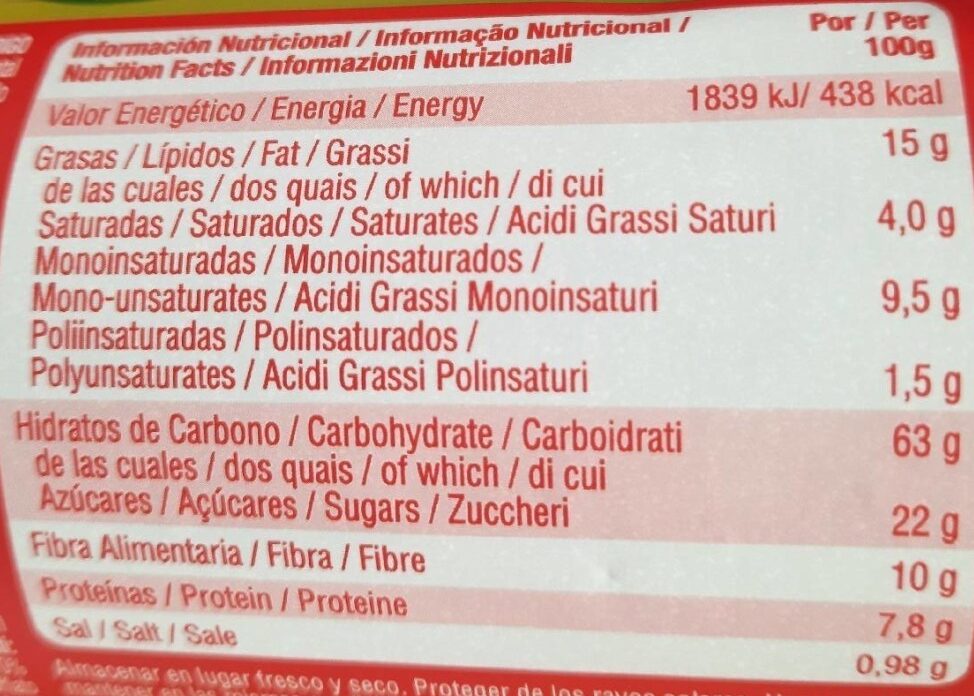 Información Nutricional / Informação Nutricional /
Nutrition Facts / Informazioni Nutrizionali
Por / Per
100g
Valor Energético / Energia / Energy 1839 kJ/ 438 kcal
Grasas / Lípidos / Fat / Grassi 15 g
de las cuales / dos quais / of which / di cui
Saturadas / Saturados / Saturates / Acidi Grassi Saturi 4,0 g
Monoinsaturadas / Monoinsaturados /
Mono-unsaturates / Acidi Grassi Monoinsaturi 9,5 g
Poliinsaturadas / Polinsaturados /
Polyunsaturates / Acidi Grassi Polinsaturi 1,5 g
Hidratos de Carbono / Carbohydrate / Carboidrati 63 g
de las cuales / dos quais / of which / di cui
Azúcares / Açúcares / Sugars / Zuccheri 22 g
Fibra Alimentaria / Fibra / Fibre 10 g
Proteínas / Protein / Proteine 7,8 g
Sal / Salt / Sale 0,98 g
Almacenar en lugar fresco y seco. Proteger de los rayos